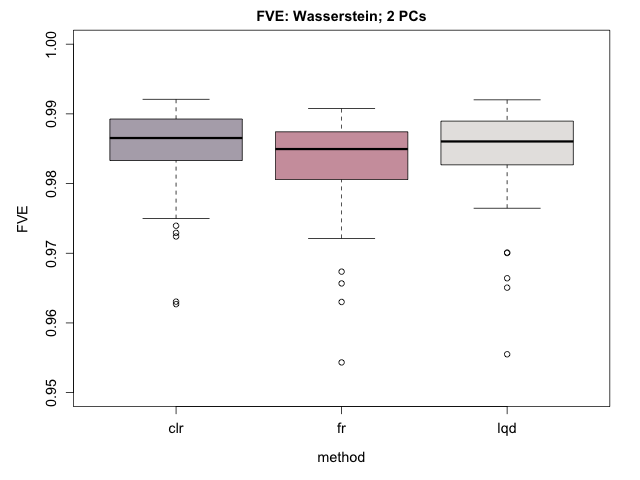 FVE: Wasserstein; 2 PCs
1.00
0.99
0.98
0.97
0.96
0.95
FVE
clr
fr
lqd
method